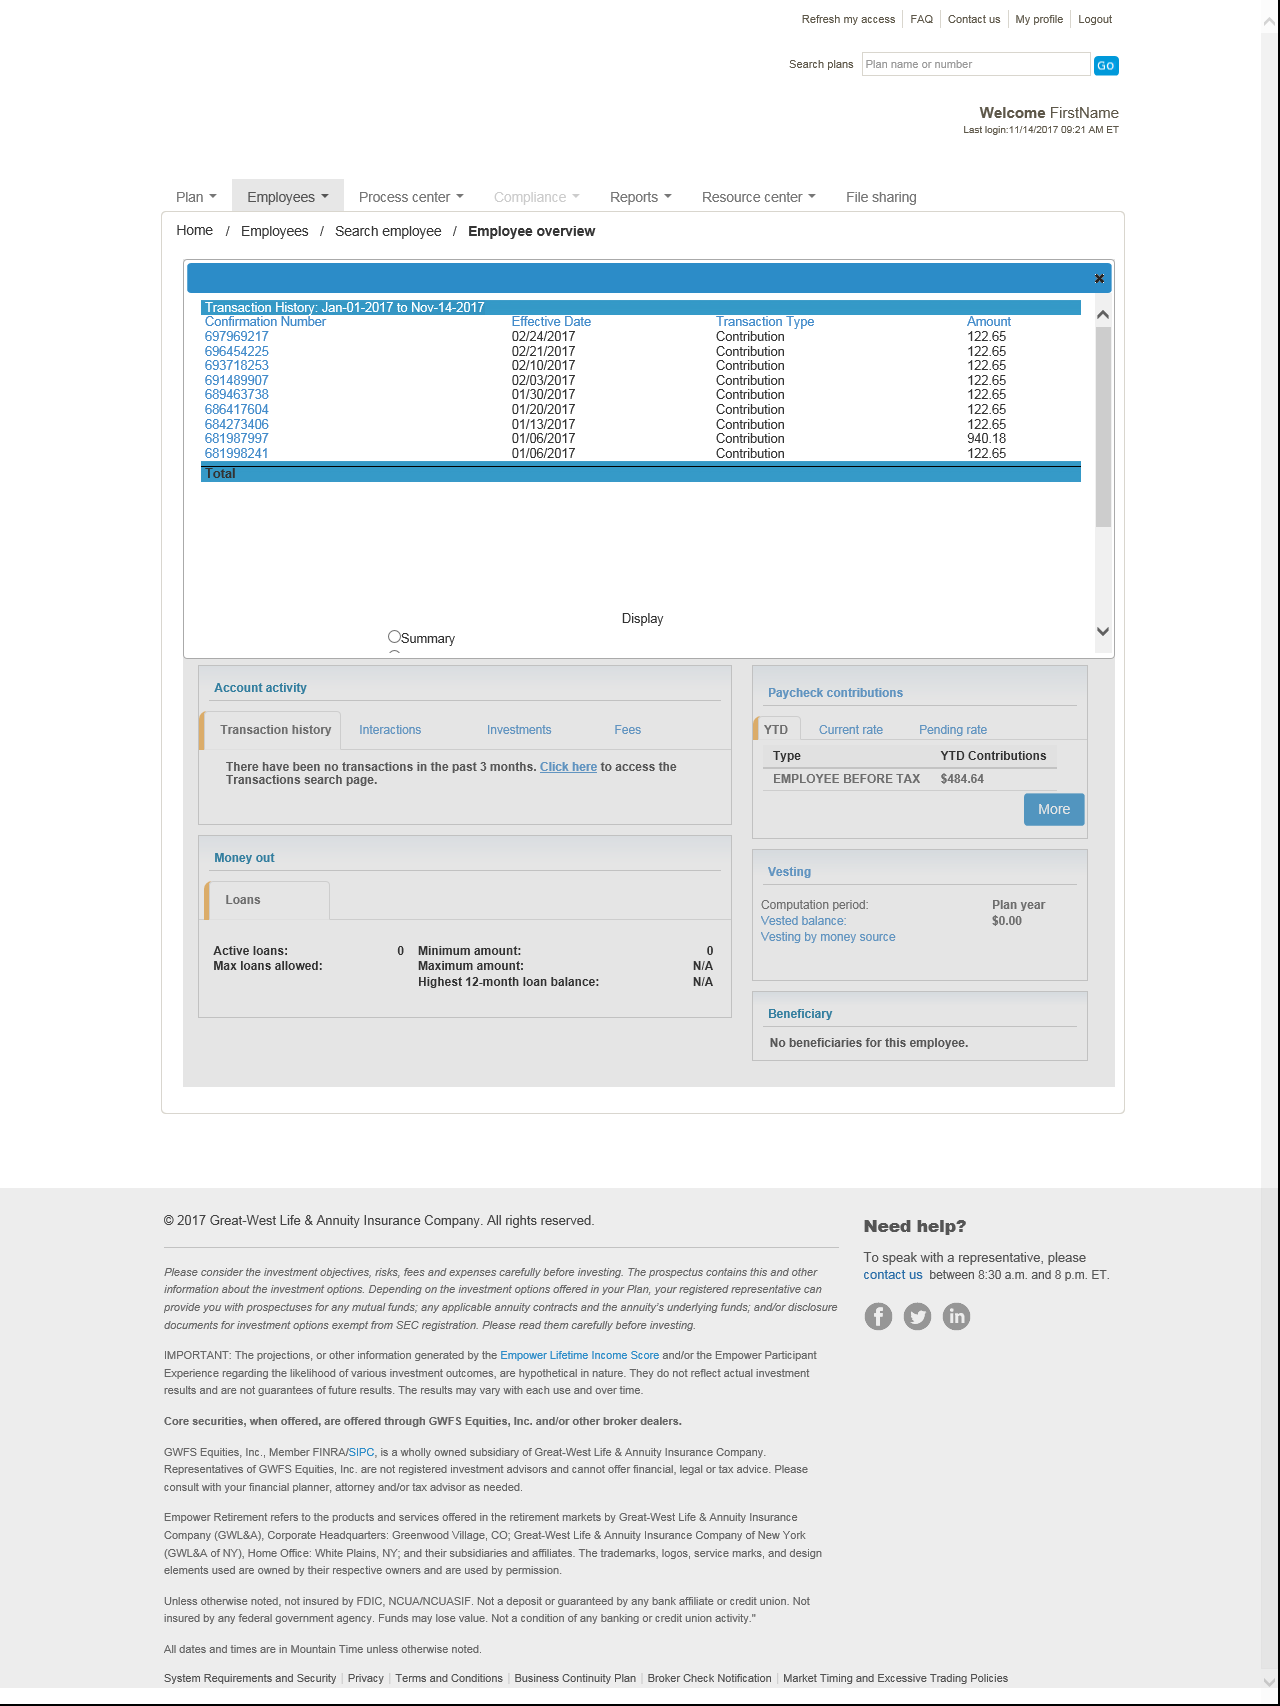 Refresh my access FAQ Contact us My profile Logout
Search plans Plan name or number Go
Welcome FirstName
Last login:11/14/2017 09:21 AM ET
Plan Employees Process center Compliance Reports Resource center File sharing
Home / Employees / Search employee / Employee overview
Transaction History: Jan-01-2017 to Nov-14-2017
Confirmation Number Effective Date Transaction Type Amount
697969217 02/24/2017 Contribution 122.65
696454225 02/21/2017 Contribution 122.65
693718253 02/10/2017 Contribution 122.65
691489907 02/03/2017 Contribution 122.65
689463738 01/30/2017 Contribution 122.65
686417604 01/20/2017 Contribution 122.65
684273406 01/13/2017 Contribution 122.65
681987997 01/06/2017 Contribution 940.18
681998241 01/06/2017 Contribution 122.65
Total
Display
Summary
Account activity
Transaction history Interactions Investments Fees
There have been no transactions in the past 3 months. Click here to access the
Transactions search page.
Money out
Loans
Active loans: 0 Minimum amount: 0
Max loans allowed: Maximum amount: N/A
Highest 12-month loan balance: N/A
Paycheck contributions
YTD Current rate Pending rate
Type YTD Contributions
EMPLOYEE BEFORE TAX $484.64
More
Vesting
Computation period: Plan year
Vested balance: $0.00
Vesting by money source
Beneficiary
No beneficiaries for this employee.
© 2017 Great-West Life & Annuity Insurance Company. All rights reserved.
Please consider the investment objectives, risks, fees and expenses carefully before investing. The prospectus contains this and other
information about the investment options. Depending on the investment options offered in your Plan, your registered representative can
provide you with prospectuses for any mutual funds; any applicable annuity contracts and the annuity's underlying funds; and/or disclosure
documents for investment options exempt from SEC registration. Please read them carefully before investing.
IMPORTANT: The projections, or other information generated by the Empower Lifetime Income Score and/or the Empower Participant
Experience regarding the likelihood of various investment outcomes, are hypothetical in nature. They do not reflect actual investment
results and are not guarantees of future results. The results may vary with each use and over time.
Core securities, when offered, are offered through GWFS Equities, Inc. and/or other broker dealers.
GWFS Equities, Inc., Member FINRA/SIPC, is a wholly owned subsidiary of Great-West Life & Annuity Insurance Company.
Representatives of GWFS Equities, Inc. are not registered investment advisors and cannot offer financial, legal or tax advice. Please
consult with your financial planner, attorney and/or tax advisor as needed.
Empower Retirement refers to the products and services offered in the retirement markets by Great-West Life & Annuity Insurance
Company (GWL&A), Corporate Headquarters: Greenwood Village, CO; Great-West Life & Annuity Insurance Company of New York
(GWL&A of NY), Home Office: White Plains, NY; and their subsidiaries and affiliates. The trademarks, logos, service marks, and design
elements used are owned by their respective owners and are used by permission.
Unless otherwise noted, not insured by FDIC, NCUA/NCUASIF. Not a deposit or guaranteed by any bank affiliate or credit union. Not
insured by any federal government agency. Funds may lose value. Not a condition of any banking or credit union activity."
All dates and times are in Mountain Time unless otherwise noted.
System Requirements and Security | Privacy | Terms and Conditions | Business Continuity Plan | Broker Check Notification | Market Timing and Excessive Trading Policies
Need help?
To speak with a representative, please
contact us between 8:30 a.m. and 8 p.m. ET.